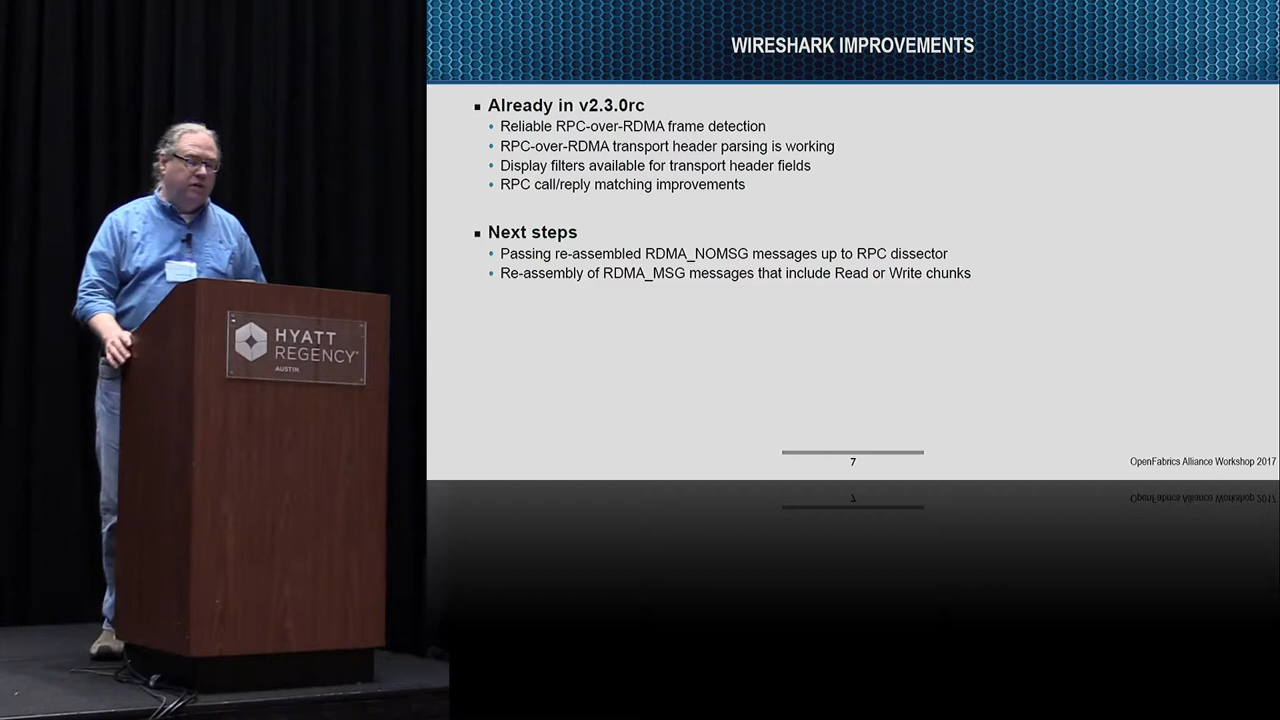 WIRESHARK IMPROVEMENTS
Already in v2.3.0rc
Reliable RPC-over-RDMA frame detection
RPC-over-RDMA transport header parsing is working
Display filters available for transport header fields
RPC call/reply matching improvements
Next steps
Passing re-assembled RDMA_NOMSG messages up to RPC dissector
Re-assembly of RDMA_MSG messages that include Read or Write chunks
7
OpenFabrics Alliance Workshop 2017
HYATT
REGENCY
AUSTIN